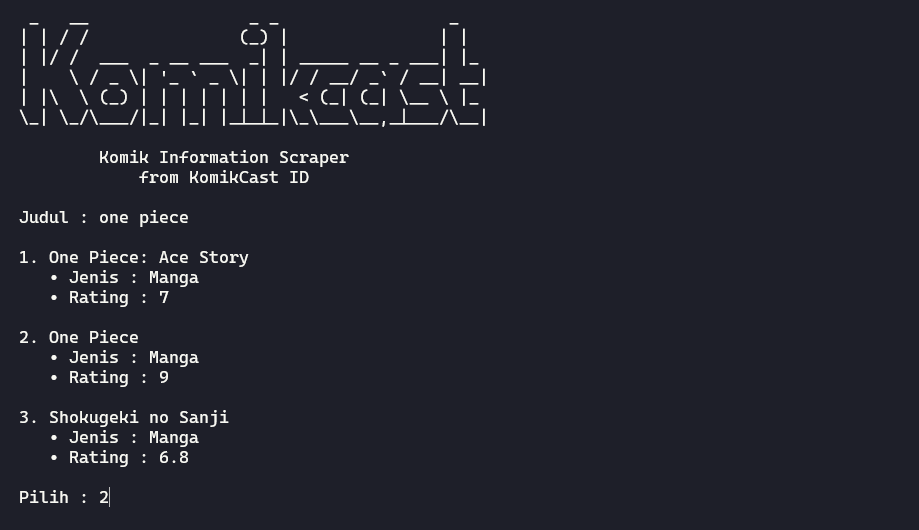 Komikcast
Komik Information Scraper
from KomikCast ID
Judul : one piece
1. One Piece: Ace Story
• Jenis : Manga
• Rating : 7
2. One Piece
• Jenis : Manga
• Rating : 9
3. Shokugeki no Sanji
• Jenis : Manga
• Rating : 6.8
Pilih : 2